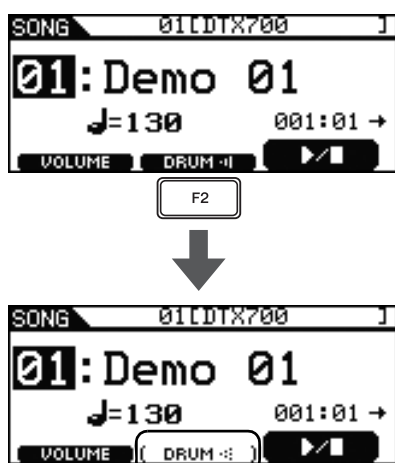 SONG 01[DTX700 ]
01:Demo 01
♩=130 001:01 →
VOLUME DRUM ▶/■
F2
SONG 01[DTX700 ]
01:Demo 01
♩=130 001:01 →
VOLUME ( DRUM ) ▶/■